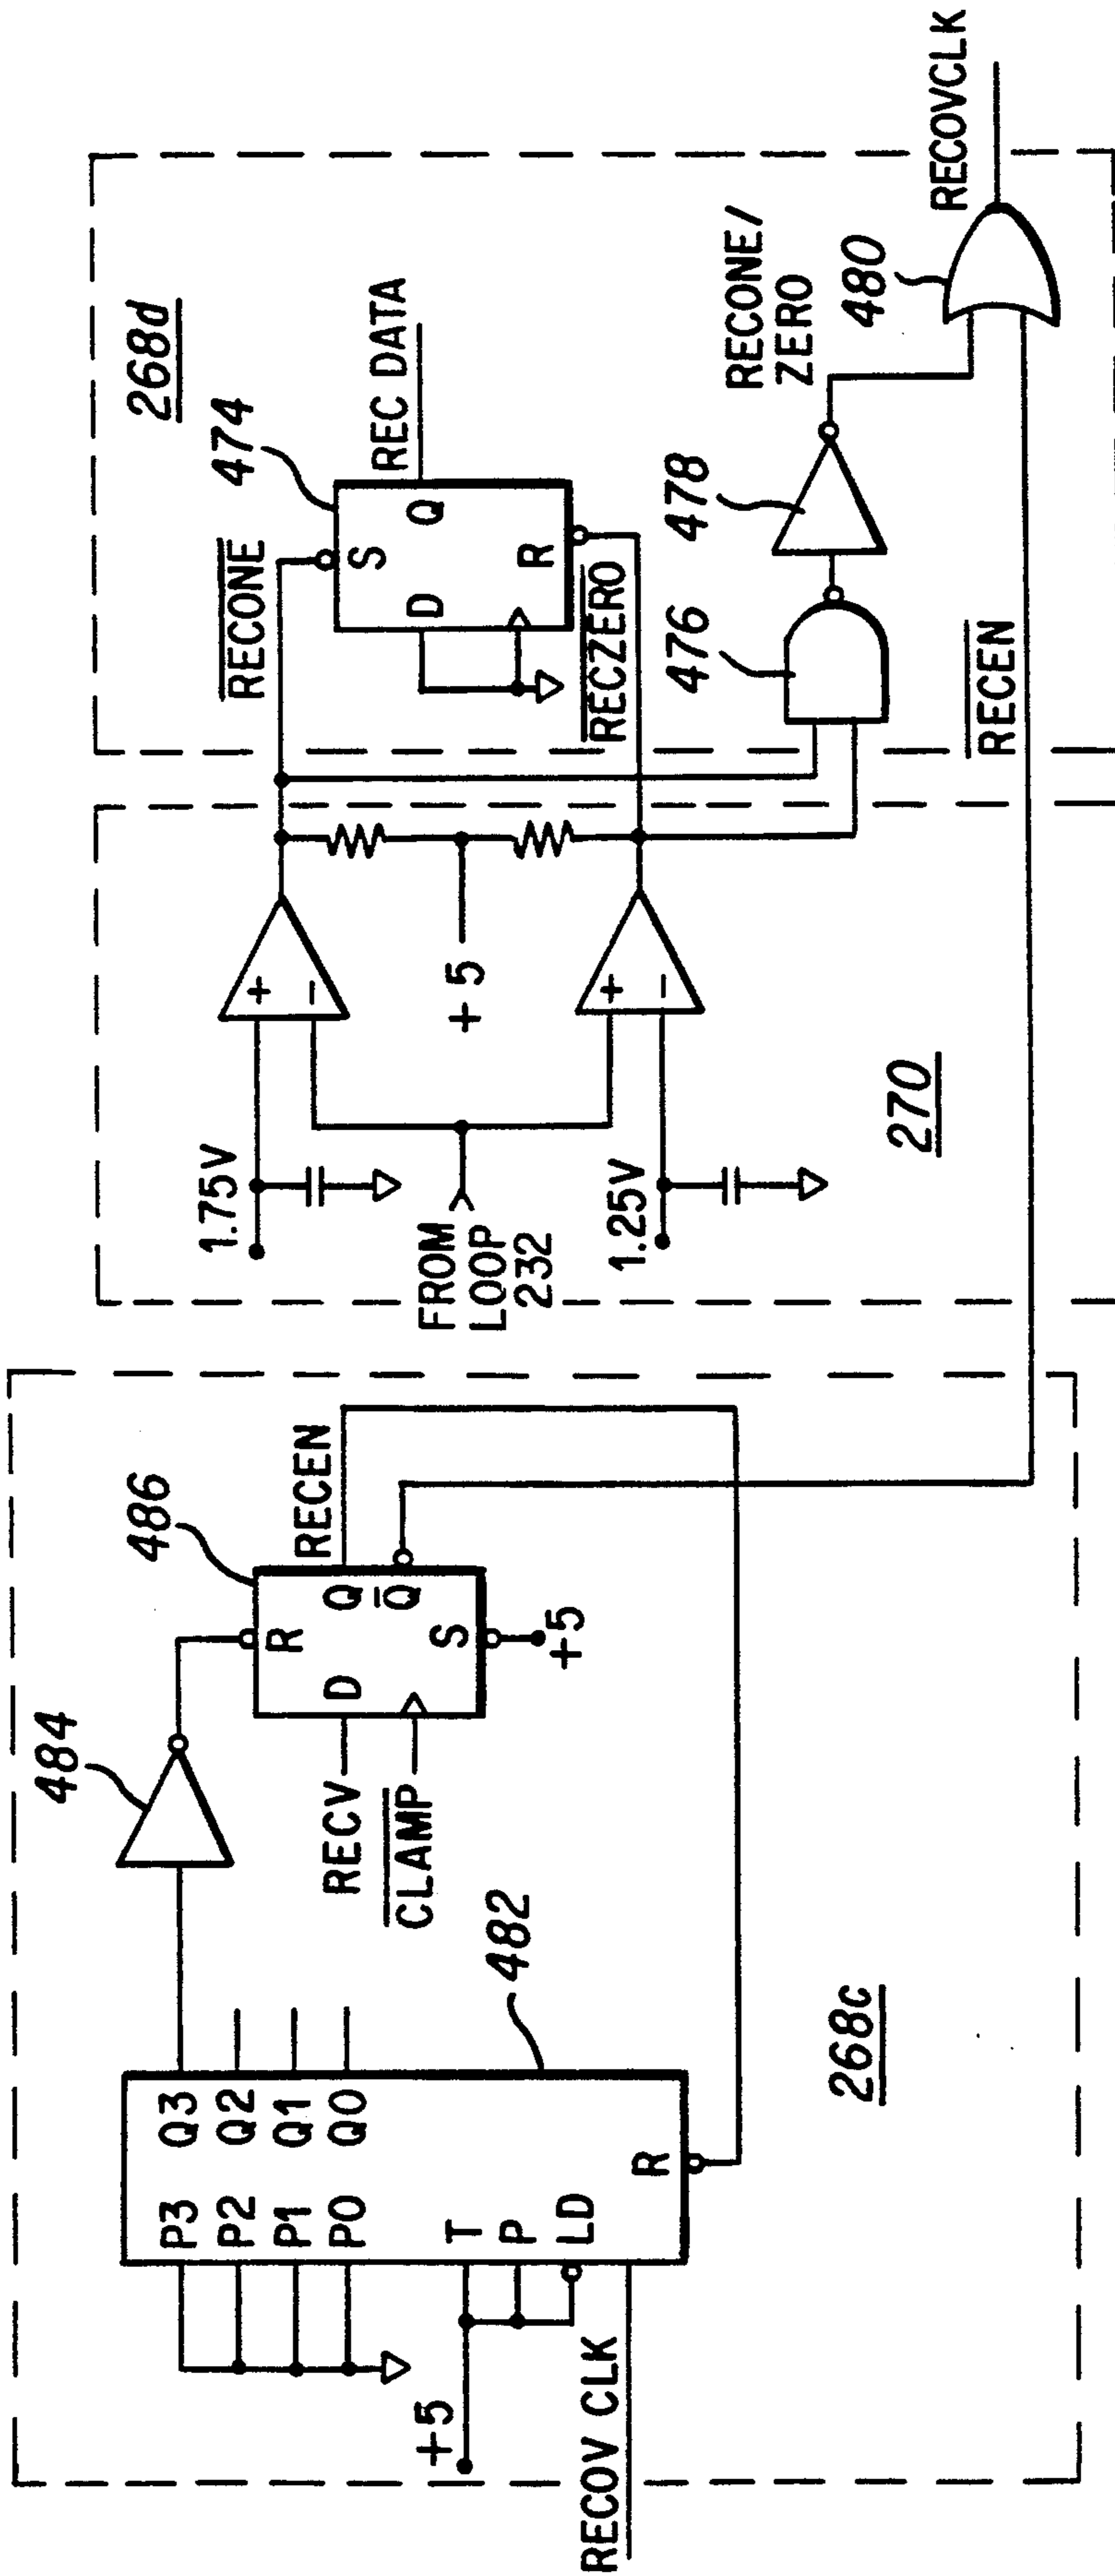 268d
474
REC DATA
RECONE
S
D
Q
R
RECZERO
RECONE/
ZERO
478
476
480
RECOVCLK
RECEN
1.75V
+
−
+5
FROM
LOOP
232
+
−
1.25V
270
484
486
RECEN
R
D
Q
Q
S
+5
RECV
CLAMP
482
P3
Q3
P2
Q2
P1
Q1
P0
Q0
T
P
LD
R
+5
RECOV CLK
268c